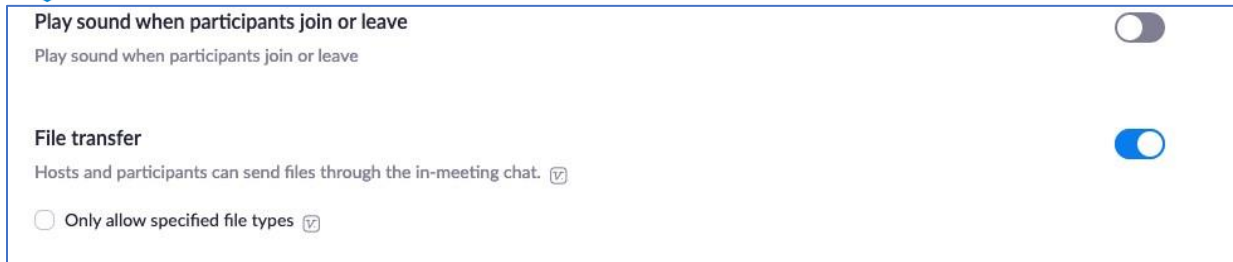 Play sound when participants join or leave
Play sound when participants join or leave
File transfer
Hosts and participants can send files through the in-meeting chat.
Only allow specified file types